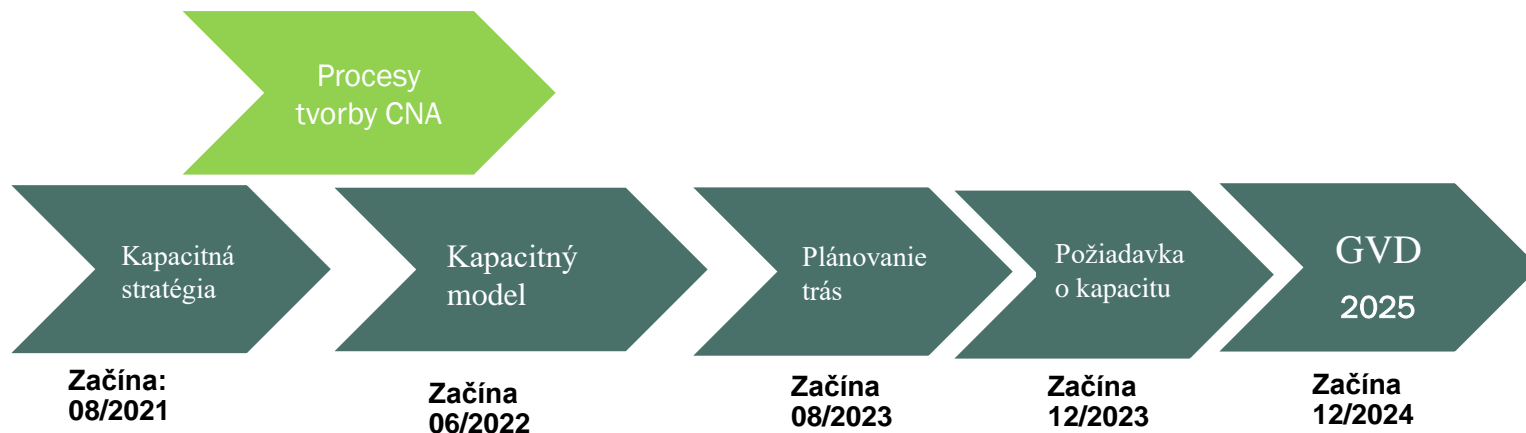 Procesy
tvorby CNA
Kapacitná
stratégia
Kapacitný
model
Plánovanie
trás
Požiadavka
o kapacitu
GVD
2025
Začína:
08/2021
Začína
06/2022
Začína
08/2023
Začína
12/2023
Začína
12/2024